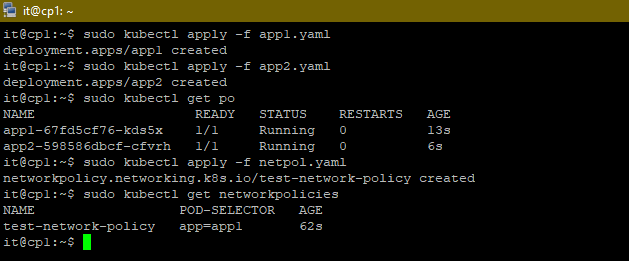 it@cp1: ~
it@cp1:~$ sudo kubectl apply -f app1.yaml
deployment.apps/app1 created
it@cp1:~$ sudo kubectl apply -f app2.yaml
deployment.apps/app2 created
it@cp1:~$ sudo kubectl get po
NAME                    READY   STATUS    RESTARTS   AGE
app1-67fd5cf76-kds5x    1/1     Running   0          13s
app2-598586dbcf-cfvrh   1/1     Running   0          6s
it@cp1:~$ sudo kubectl apply -f netpol.yaml
networkpolicy.networking.k8s.io/test-network-policy created
it@cp1:~$ sudo kubectl get networkpolicies
NAME                  POD-SELECTOR   AGE
test-network-policy   app=app1       62s
it@cp1:~$